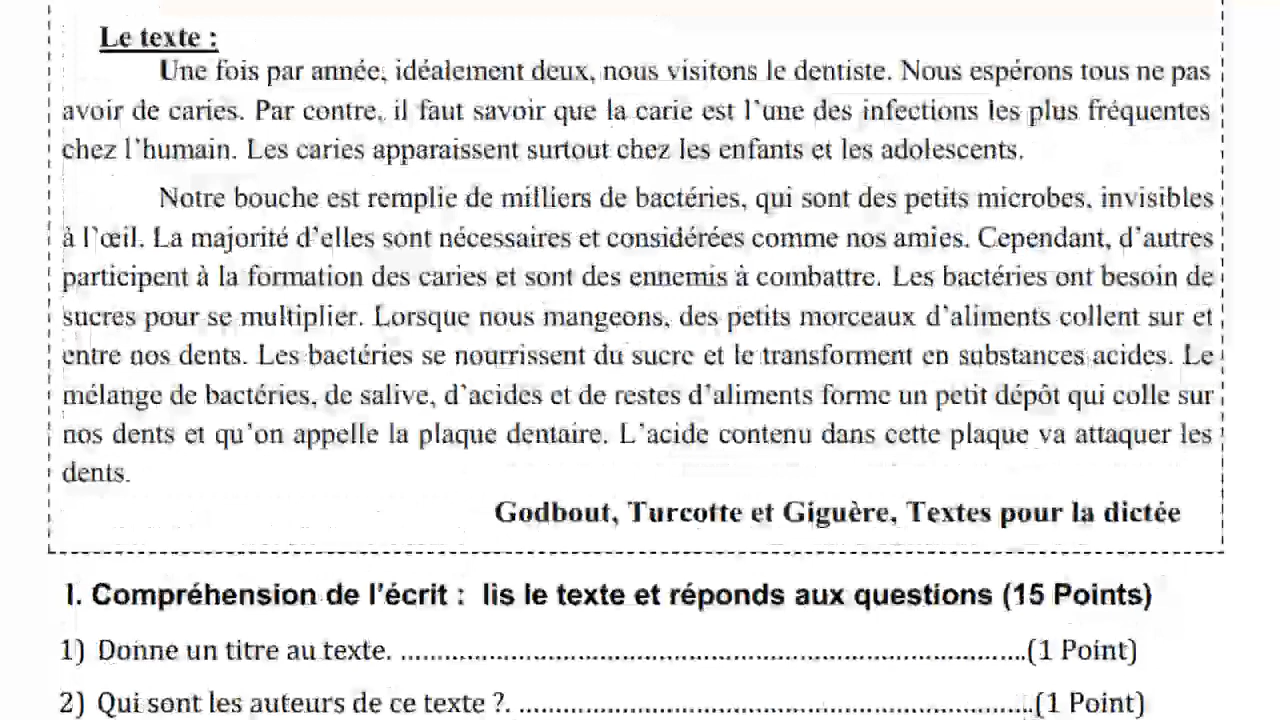 Le texte :
Une fois par année, idéalement deux, nous visitons le dentiste. Nous espérons tous ne pas
avoir de caries. Par contre, il faut savoir que la carie est l'une des infections les plus fréquentes
chez l'humain. Les caries apparaissent surtout chez les enfants et les adolescents.
Notre bouche est remplie de milliers de bactéries, qui sont des petits microbes, invisibles
à l'œil. La majorité d'elles sont nécessaires et considérées comme nos amies. Cependant, d'autres
participent à la formation des caries et sont des ennemis à combattre. Les bactéries ont besoin de
sucres pour se multiplier. Lorsque nous mangeons, des petits morceaux d'aliments collent sur et
entre nos dents. Les bactéries se nourrissent du sucre et le transforment en substances acides. Le
mélange de bactéries, de salive, d'acides et de restes d'aliments forme un petit dépôt qui colle sur
nos dents et qu'on appelle la plaque dentaire. L'acide contenu dans cette plaque va attaquer les
dents.
Godbout, Turcotte et Giguère, Textes pour la dictée
I. Compréhension de l'écrit : lis le texte et réponds aux questions (15 Points)
1) Donne un titre au texte. ....................................................................................(1 Point)
2) Qui sont les auteurs de ce texte ?. .....................................................................(1 Point)